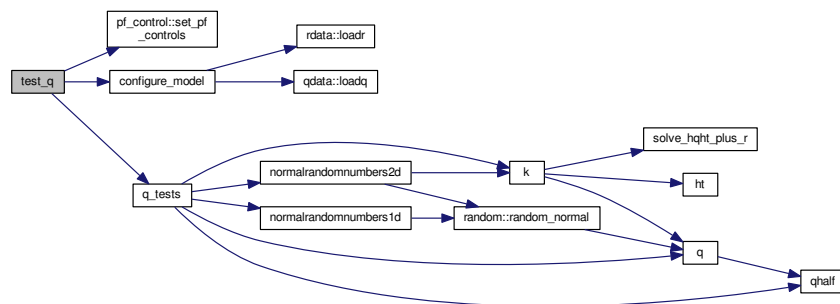 pf_control::set_pf
_controls
rdata::loadr
test_q
configure_model
qdata::loadq
solve_hqht_plus_r
normalrandomnumbers2d
k
ht
q_tests
normalrandomnumbers1d
random::random_normal
q
qhalf